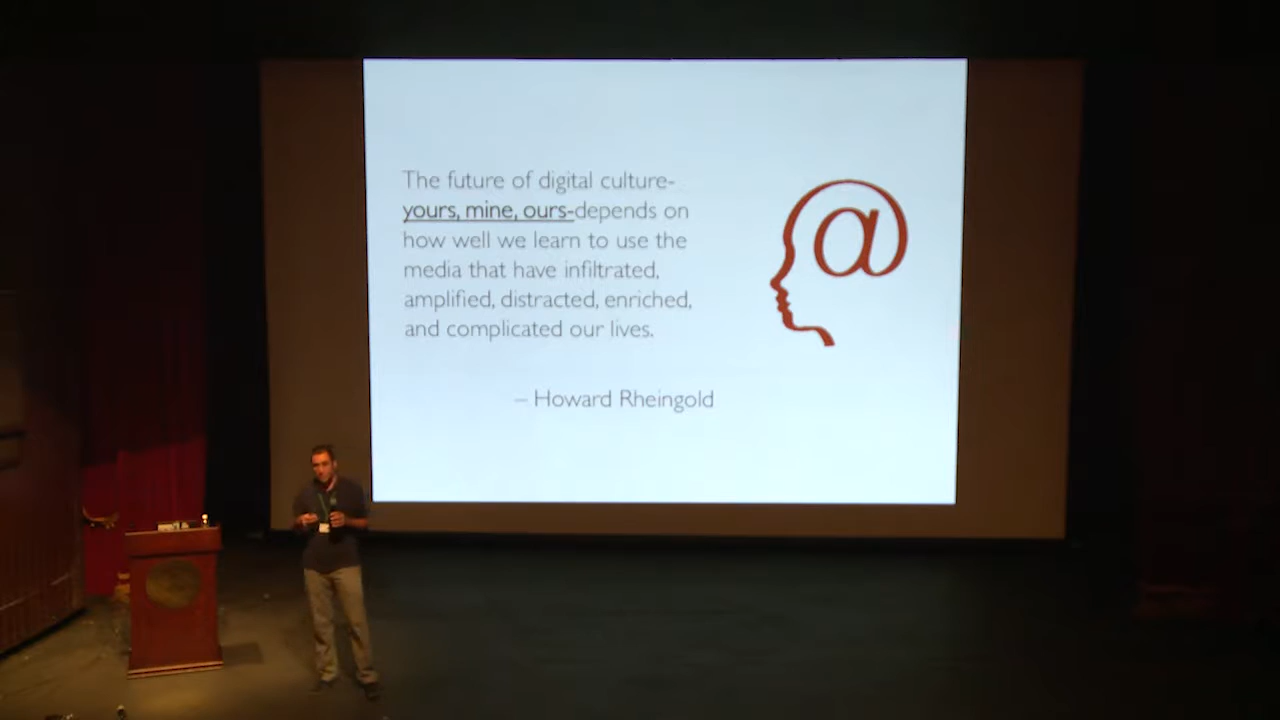 The future of digital culture-
yours, mine, ours-depends on
how well we learn to use the
media that have infiltrated,
amplified, distracted, enriched,
and complicated our lives.
– Howard Rheingold
@